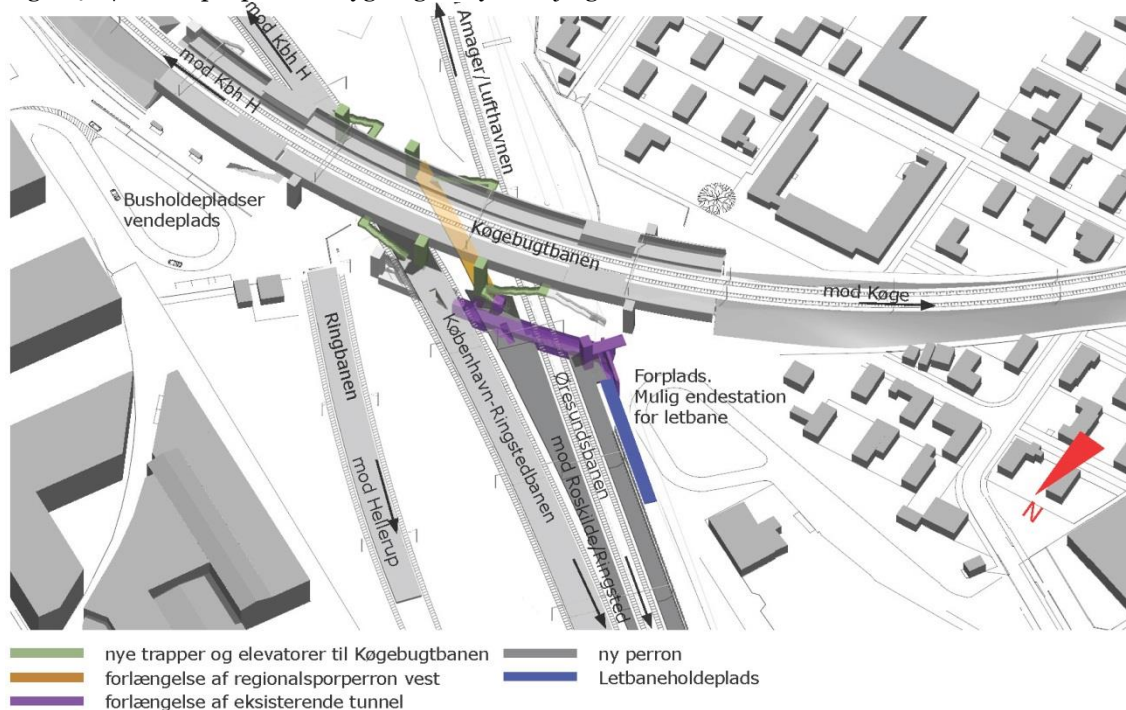 mod Kbh H
mod Kbh H
Amager/Lufthavnen
Busholdepladser
vendeplads
Køgebugtbanen
mod Køge
Ringbanen
mod Hellerup
København-Ringstedbanen
Øresundsbanen
mod Roskilde/Ringsted
Forplads.
Mulig endestation
for letbane
N
nye trapper og elevatorer til Køgebugtbanen
forlængelse af regionalsporperron vest
forlængelse af eksisterende tunnel
ny perron
Letbaneholdeplads